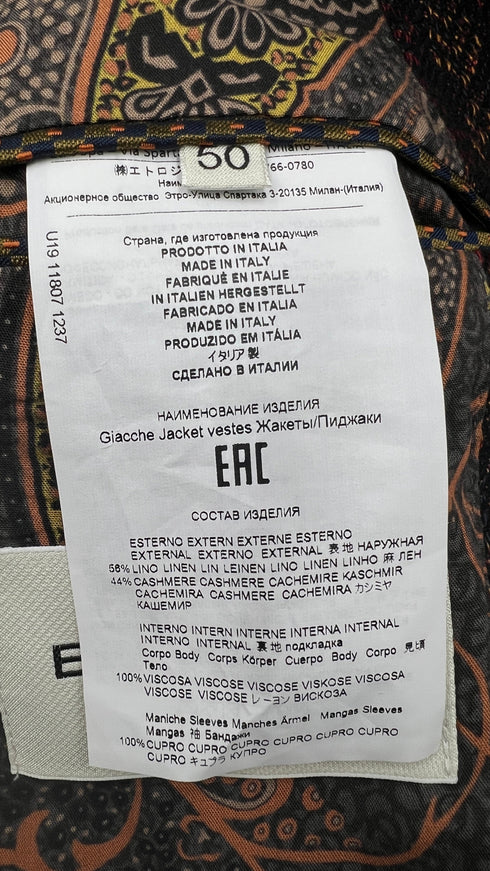 Via Spart
Milano
50
(株)エトロジ
66-0780
Акционерное общество Этро-Улица Спартака 3-20135 Милан-(Италия)
U19 11807 1237
Страна, где изготовлена продукция
PRODOTTO IN ITALIA
MADE IN ITALY
FABRIQUÉ EN ITALIE
IN ITALIEN HERGESTELLT
FABRICADO EN ITALIA
MADE IN ITALY
PRODUZIDO EM ITÁLIA
イタリア製
СДЕЛАНО В ИТАЛИИ
НАИМЕНОВАНИЕ ИЗДЕЛИЯ
Giacche Jacket vestes Жакеты/Пиджаки
EAC
СОСТАВ ИЗДЕЛИЯ
ESTERNO EXTERN EXTERNE ESTERNO
EXTERNAL EXTERNO EXTERNAL 裏地 НАРУЖНАЯ
56% LINO LINEN LIN LEINEN LINO LINEN LINHO 麻 ЛЕН
44% CASHMERE CASHMERE CACHEMIRE KASCHMIR
CACHEMIRA CASHMERE CACHEMIRA カシミヤ
КАШЕМИР
INTERNO INTERN INTERNE INTERNA INTERNAL
INTERNO INTERNAL 裏地 подкладка
Corpo Body Corps Körper Cuerpo Body Corpo 見頃
Тело
100% VISCOSA VISCOSE VISCOSE VISKOSE VISCOSA
VISCOSE VISCOSE レーヨン ВИСКОЗА
Maniche Sleeves Manches Ärmel Mangas Sleeves
Mangas 袖 Бандажи
100% CUPRO CUPRO CUPRO CUPRO CUPRO CUPRO
CUPRO キュプラ КУПРО